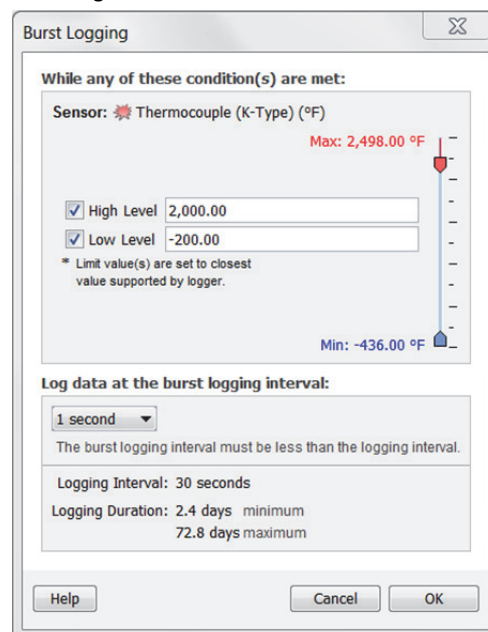 Burst Logging
While any of these condition(s) are met:
Sensor: Thermocouple (K-Type) (ºF)
Max: 2,498.00 ºF
High Level 2,000.00
Low Level -200.00
* Limit value(s) are set to closest
value supported by logger.
Min: -436.00 ºF
Log data at the burst logging interval:
1 second
The burst logging interval must be less than the logging interval.
Logging Interval: 30 seconds
Logging Duration: 2.4 days minimum
72.8 days maximum
Help Cancel OK